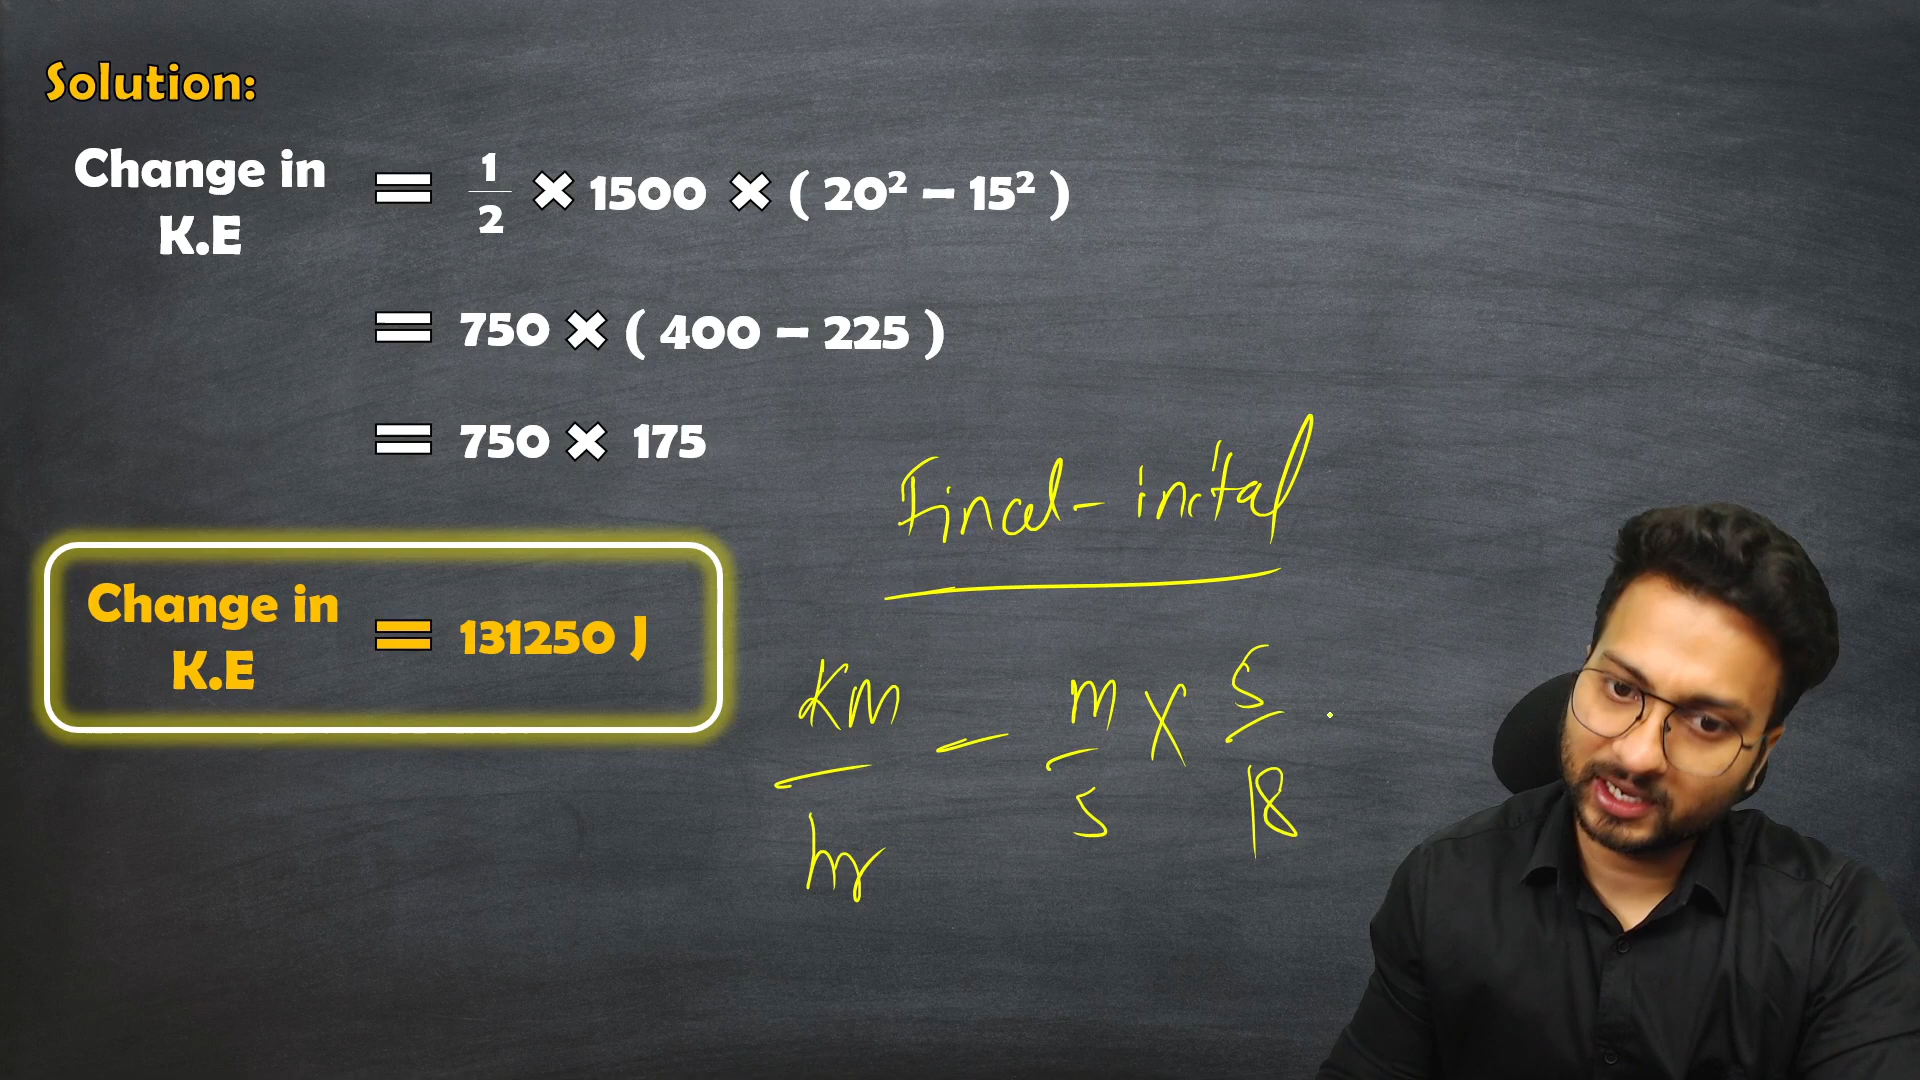 Solution:
Change in K.E = 1/2 × 1500 × ( 20² – 15² )
= 750 × ( 400 – 225 )
= 750 × 175
Change in K.E = 131250 J
Final - inital
Km/hr – m/s × 5/18 .